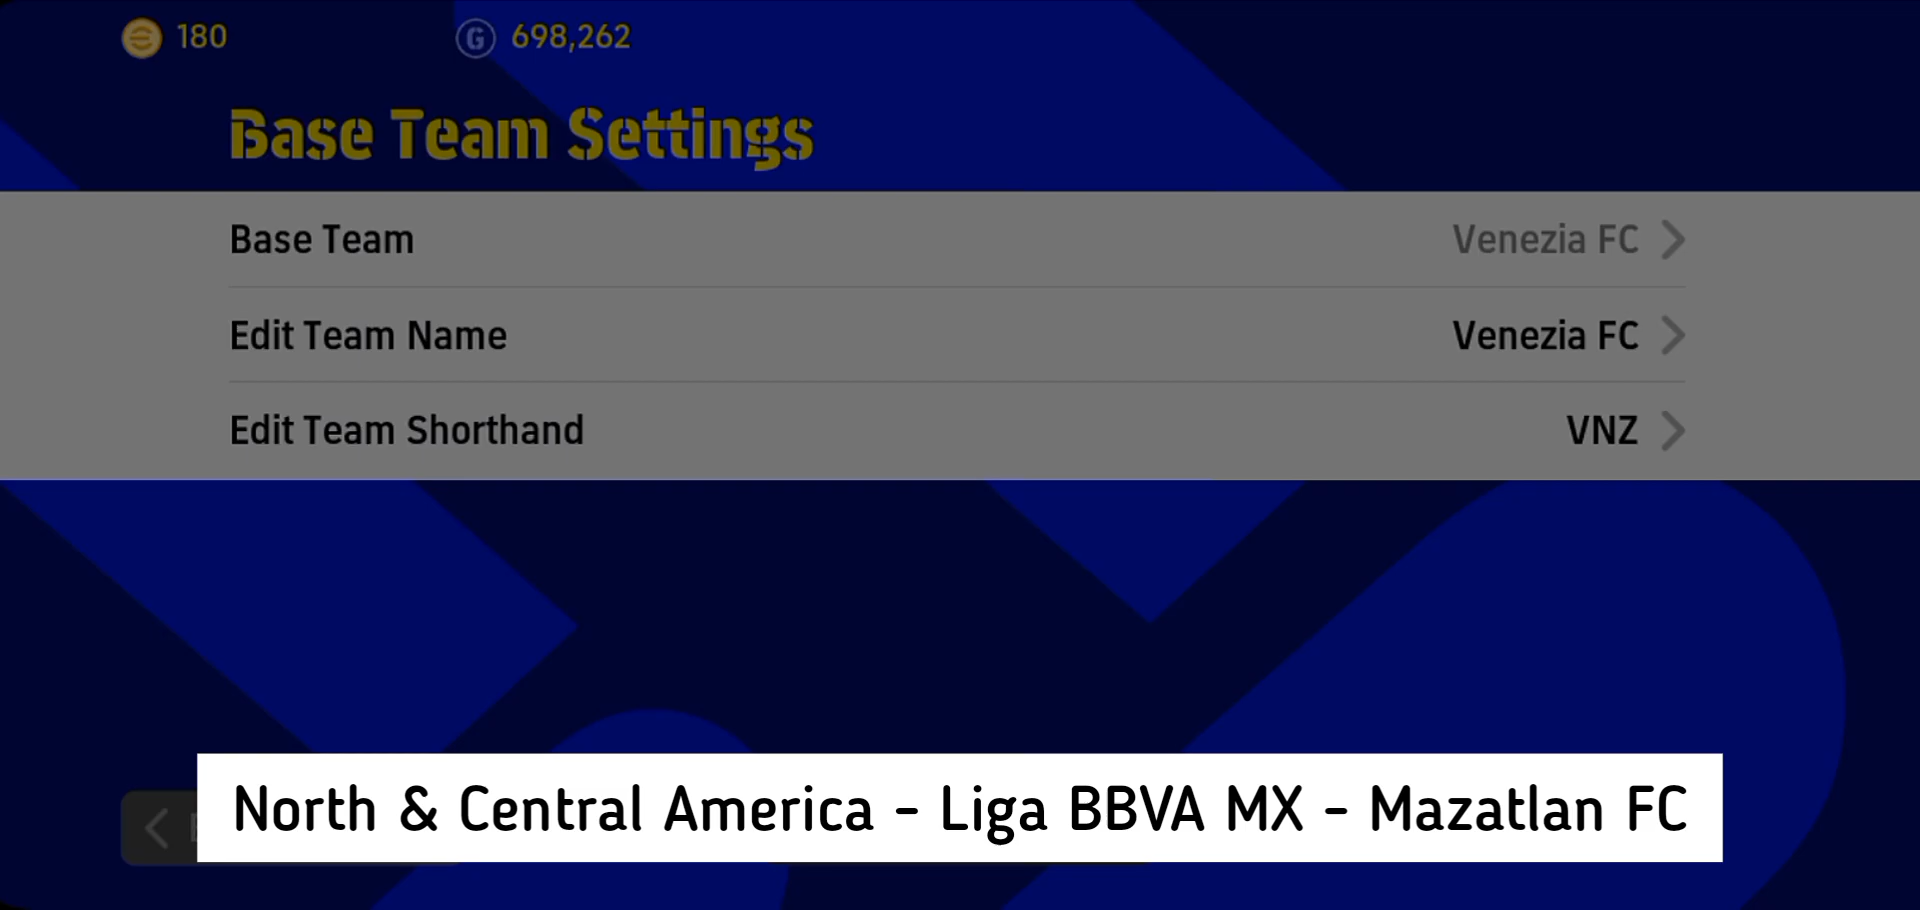 180
698,262
Base Team Settings
Base Team Venezia FC
Edit Team Name Venezia FC
Edit Team Shorthand VNZ
North & Central America - Liga BBVA MX - Mazatlan FC